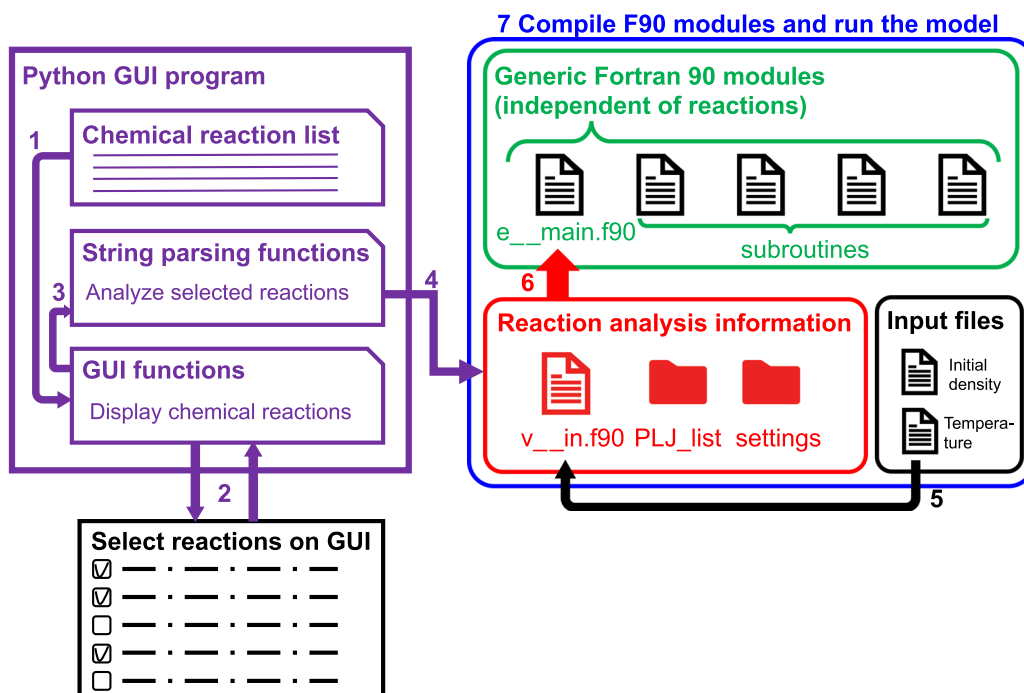 7 Compile F90 modules and run the model
Python GUI program
1
Chemical reaction list
String parsing functions
3
Analyze selected reactions
4
GUI functions
Display chemical reactions
2
Select reactions on GUI
Generic Fortran 90 modules
(independent of reactions)
e__main.f90
subroutines
6
Reaction analysis information
v__in.f90 PLJ_list settings
Input files
Initial
density
Tempera-
ture
5